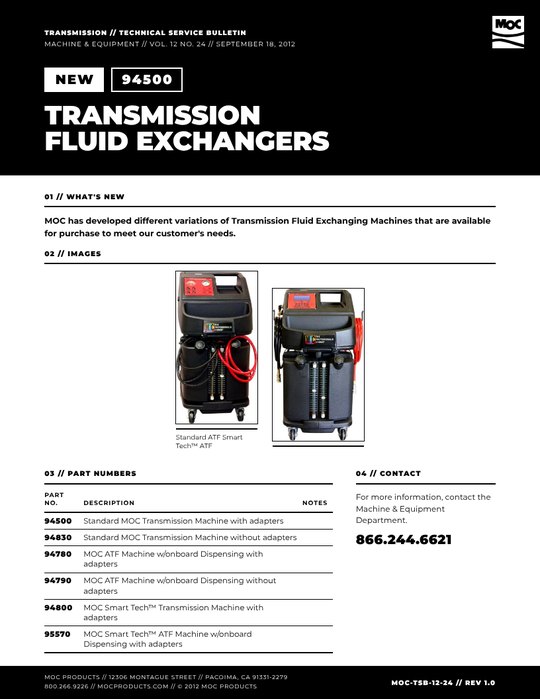 TRANSMISSION // TECHNICAL SERVICE BULLETIN
MACHINE & EQUIPMENT // VOL. 12 NO. 24 // SEPTEMBER 18, 2012
MOC
NEW 94500
TRANSMISSION
FLUID EXCHANGERS
01 // WHAT'S NEW
MOC has developed different variations of Transmission Fluid Exchanging Machines that are available
for purchase to meet our customer's needs.
02 // IMAGES
Standard ATF Smart
Tech™ ATF
03 // PART NUMBERS
PART
NO. DESCRIPTION NOTES
94500 Standard MOC Transmission Machine with adapters
94830 Standard MOC Transmission Machine without adapters
94780 MOC ATF Machine w/onboard Dispensing with
adapters
94790 MOC ATF Machine w/onboard Dispensing without
adapters
94800 MOC Smart Tech™ Transmission Machine with
adapters
95570 MOC Smart Tech™ ATF Machine w/onboard
Dispensing with adapters
04 // CONTACT
For more information, contact the
Machine & Equipment
Department.
866.244.6621
MOC PRODUCTS // 12306 MONTAGUE STREET // PACOIMA, CA 91331-2279
800.266.9226 // MOCPRODUCTS.COM // © 2012 MOC PRODUCTS
MOC-TSB-12-24 // REV 1.0